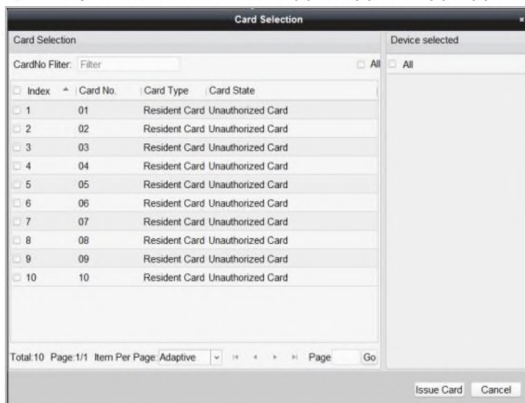 Card Selection
Card Selection
Device selected
CardNo Fliter: Filter
All
All
Index Card No. Card Type Card State
1 01 Resident Card Unauthorized Card
2 02 Resident Card Unauthorized Card
3 03 Resident Card Unauthorized Card
4 04 Resident Card Unauthorized Card
5 05 Resident Card Unauthorized Card
6 06 Resident Card Unauthorized Card
7 07 Resident Card Unauthorized Card
8 08 Resident Card Unauthorized Card
9 09 Resident Card Unauthorized Card
10 10 Resident Card Unauthorized Card
Total:10 Page:1/1 Item Per Page: Adaptive Page Go
Issue Card Cancel